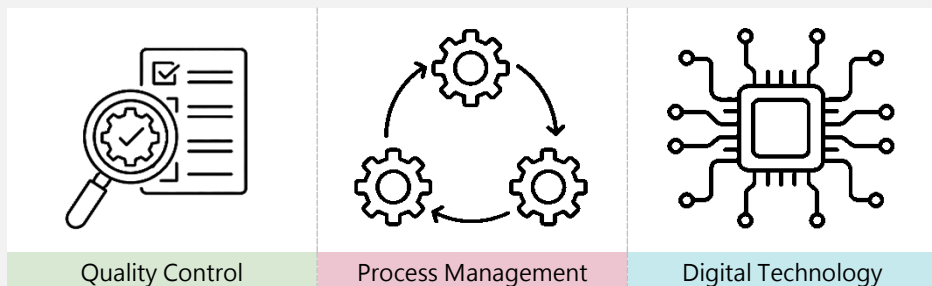 Quality Control
Process Management
Digital Technology